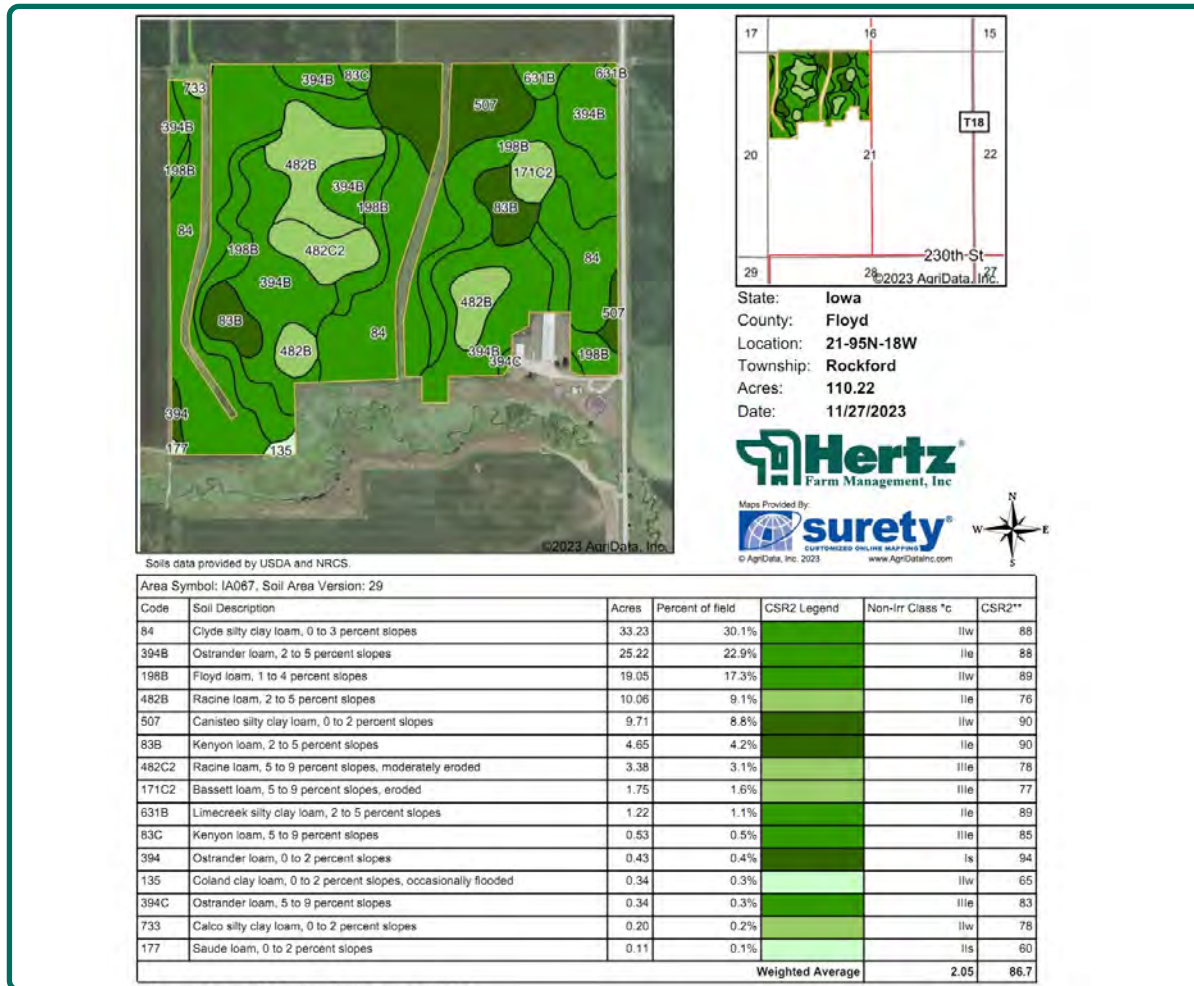 733
394B
83C
631B
631B
507
394B
394B
198B
482B
171C2
198B
394B
83B
198B
84
198B
482C2
84
394B
482B
83B
507
84
482B
394B
394C
198B
394
177
135
©2023 AgriData, Inc.
Soils data provided by USDA and NRCS.
17
16
15
T18
20
21
22
230th St
29
28
27
©2023 AgriData, Inc.
State: Iowa
County: Floyd
Location: 21-95N-18W
Township: Rockford
Acres: 110.22
Date: 11/27/2023
Hertz®
Farm Management, Inc
Maps Provided By:
surety®
CUSTOMIZED ONLINE MAPPING
© AgriData, Inc. 2023 www.AgriDataInc.com
N
W E
S
Area Symbol: IA067, Soil Area Version: 29
Code Soil Description Acres Percent of field CSR2 Legend Non-Irr Class *c CSR2**
84 Clyde silty clay loam, 0 to 3 percent slopes 33.23 30.1% IIw 88
394B Ostrander loam, 2 to 5 percent slopes 25.22 22.9% IIe 88
198B Floyd loam, 1 to 4 percent slopes 19.05 17.3% IIw 89
482B Racine loam, 2 to 5 percent slopes 10.06 9.1% IIe 76
507 Canisteo silty clay loam, 0 to 2 percent slopes 9.71 8.8% IIw 90
83B Kenyon loam, 2 to 5 percent slopes 4.65 4.2% IIe 90
482C2 Racine loam, 5 to 9 percent slopes, moderately eroded 3.38 3.1% IIIe 78
171C2 Bassett loam, 5 to 9 percent slopes, eroded 1.75 1.6% IIIe 77
631B Limecreek silty clay loam, 2 to 5 percent slopes 1.22 1.1% IIe 89
83C Kenyon loam, 5 to 9 percent slopes 0.53 0.5% IIIe 85
394 Ostrander loam, 0 to 2 percent slopes 0.43 0.4% Is 94
135 Coland clay loam, 0 to 2 percent slopes, occasionally flooded 0.34 0.3% IIw 65
394C Ostrander loam, 5 to 9 percent slopes 0.34 0.3% IIIe 83
733 Calco silty clay loam, 0 to 2 percent slopes 0.20 0.2% IIw 78
177 Saude loam, 0 to 2 percent slopes 0.11 0.1% IIs 60
Weighted Average 2.05 86.7